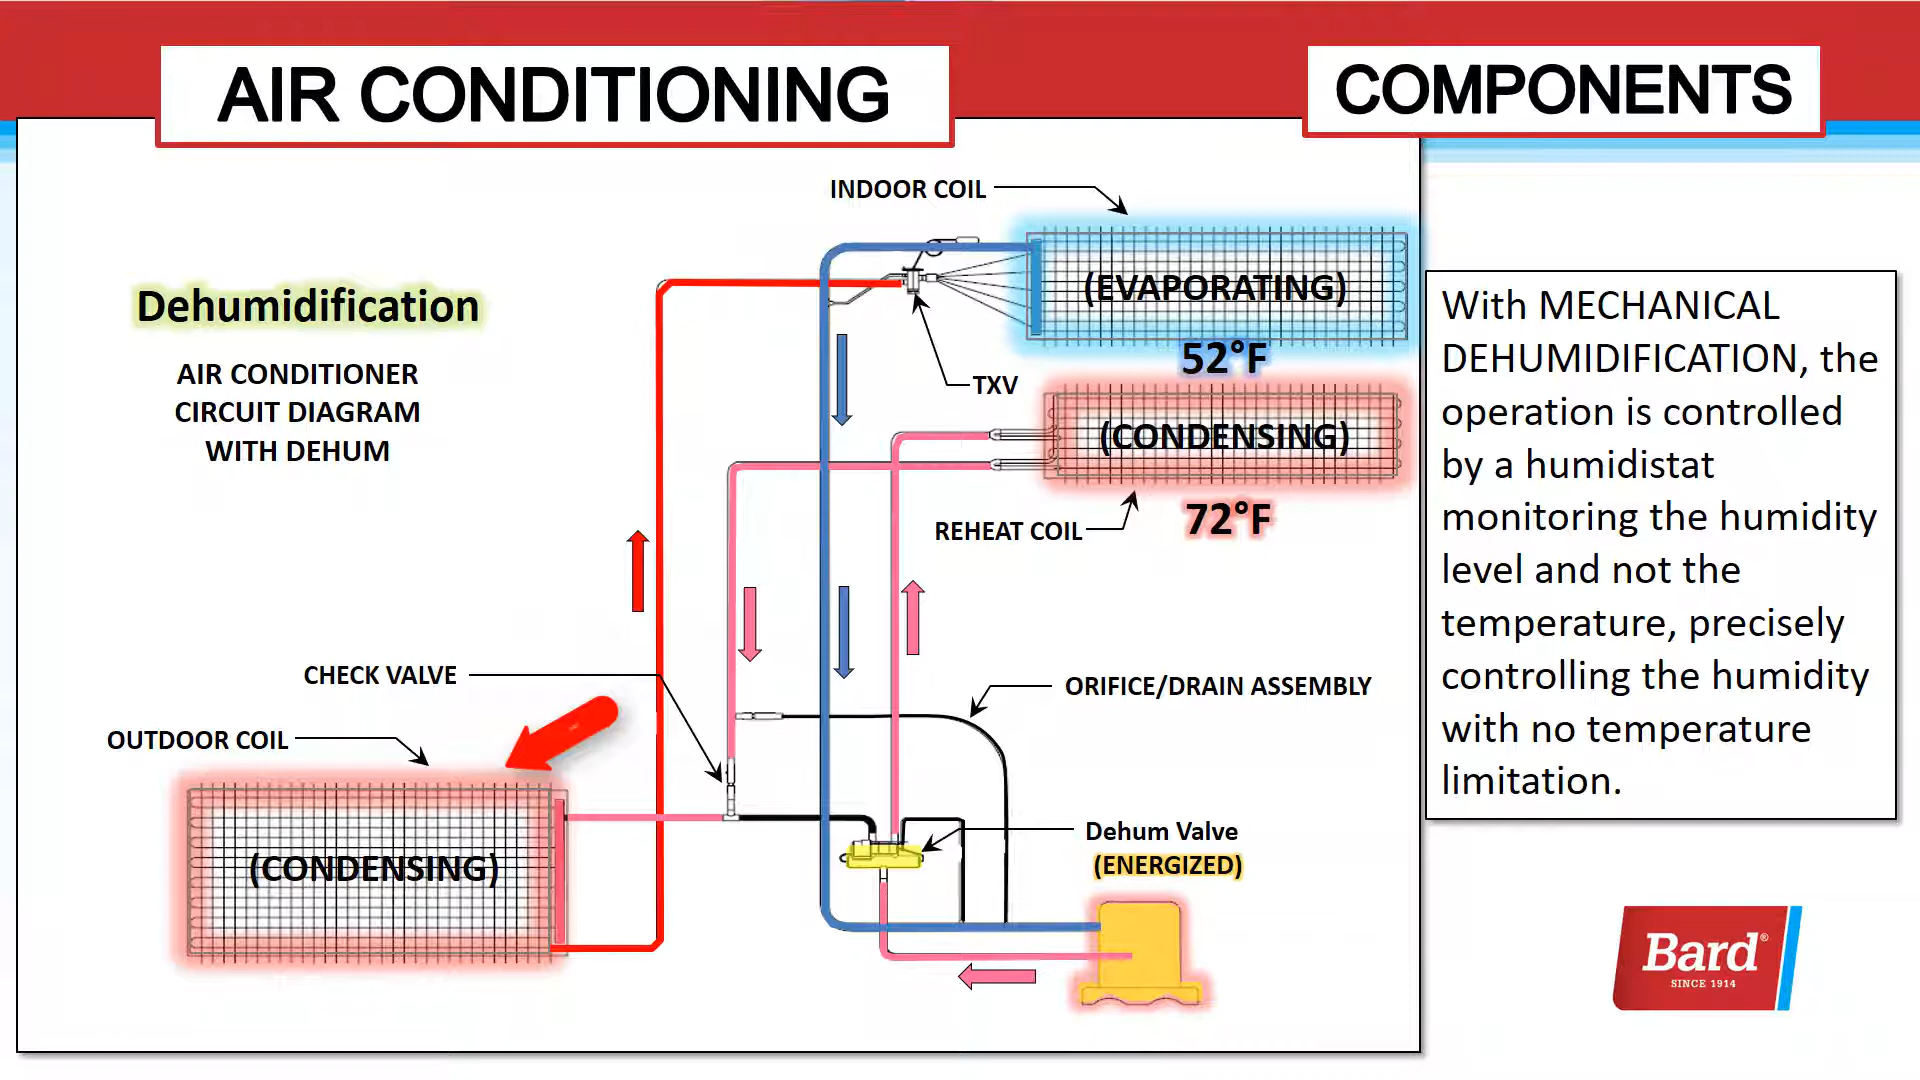 AIR CONDITIONING
COMPONENTS
INDOOR COIL
(EVAPORATING)
52°F
Dehumidification
AIR CONDITIONER
CIRCUIT DIAGRAM
WITH DEHUM
TXV
(CONDENSING)
72°F
REHEAT COIL
CHECK VALVE
ORIFICE/DRAIN ASSEMBLY
OUTDOOR COIL
(CONDENSING)
Dehum Valve
(ENERGIZED)
With MECHANICAL
DEHUMIDIFICATION, the
operation is controlled
by a humidistat
monitoring the humidity
level and not the
temperature, precisely
controlling the humidity
with no temperature
limitation.
Bard®
SINCE 1914